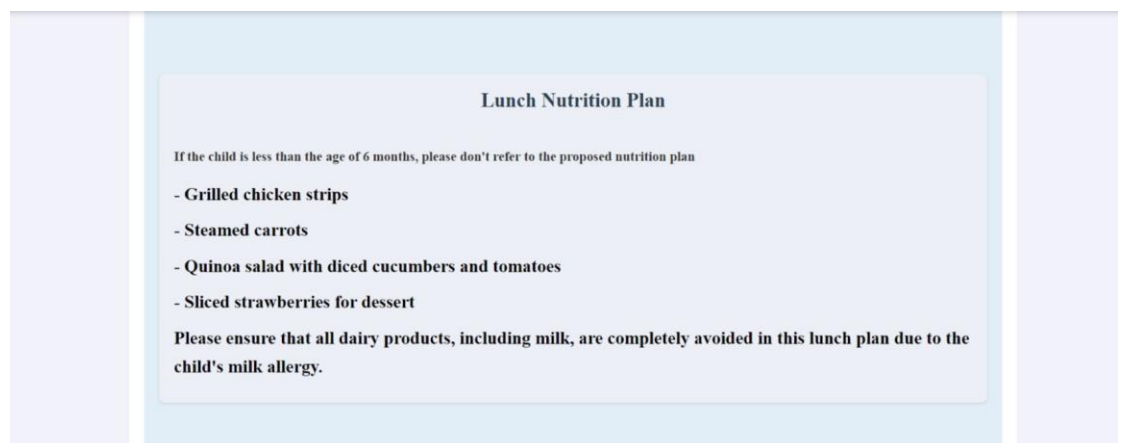 Lunch Nutrition Plan
If the child is less than the age of 6 months, please don't refer to the proposed nutrition plan
- Grilled chicken strips
- Steamed carrots
- Quinoa salad with diced cucumbers and tomatoes
- Sliced strawberries for dessert
Please ensure that all dairy products, including milk, are completely avoided in this lunch plan due to the
child's milk allergy.